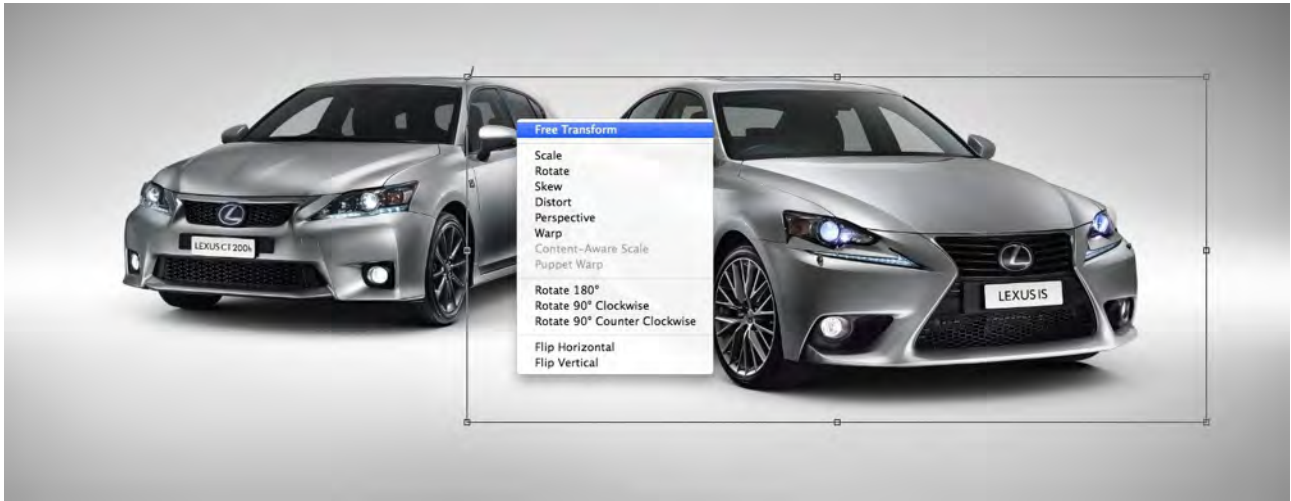 Free Transform
Scale
Rotate
Skew
Distort
Perspective
Warp
Content-Aware Scale
Puppet Warp
Rotate 180°
Rotate 90° Clockwise
Rotate 90° Counter Clockwise
Flip Horizontal
Flip Vertical
LEXUS CT 200h
LEXUS IS